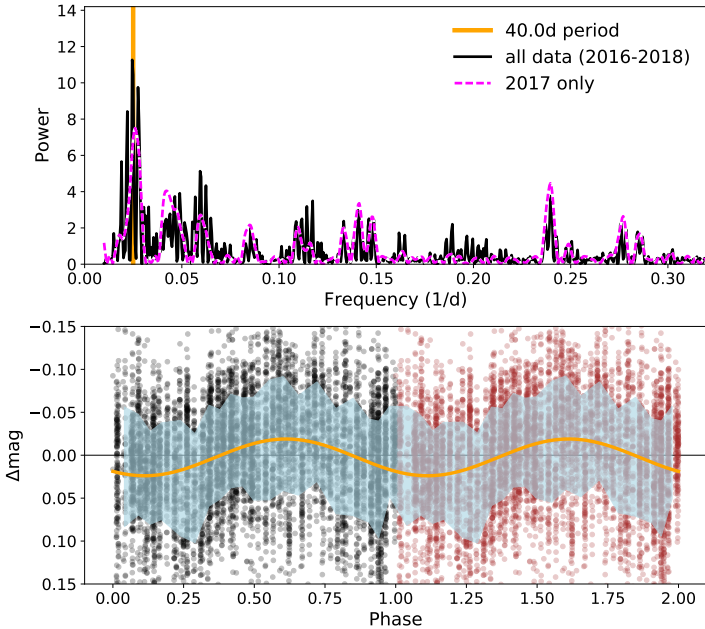 14
12
10
8
6
4
2
0
Power
40.0d period
all data (2016-2018)
2017 only
0.00 0.05 0.10 0.15 0.20 0.25 0.30
Frequency (1/d)
−0.15
−0.10
−0.05
0.00
0.05
0.10
0.15
Δmag
0.00 0.25 0.50 0.75 1.00 1.25 1.50 1.75 2.00
Phase